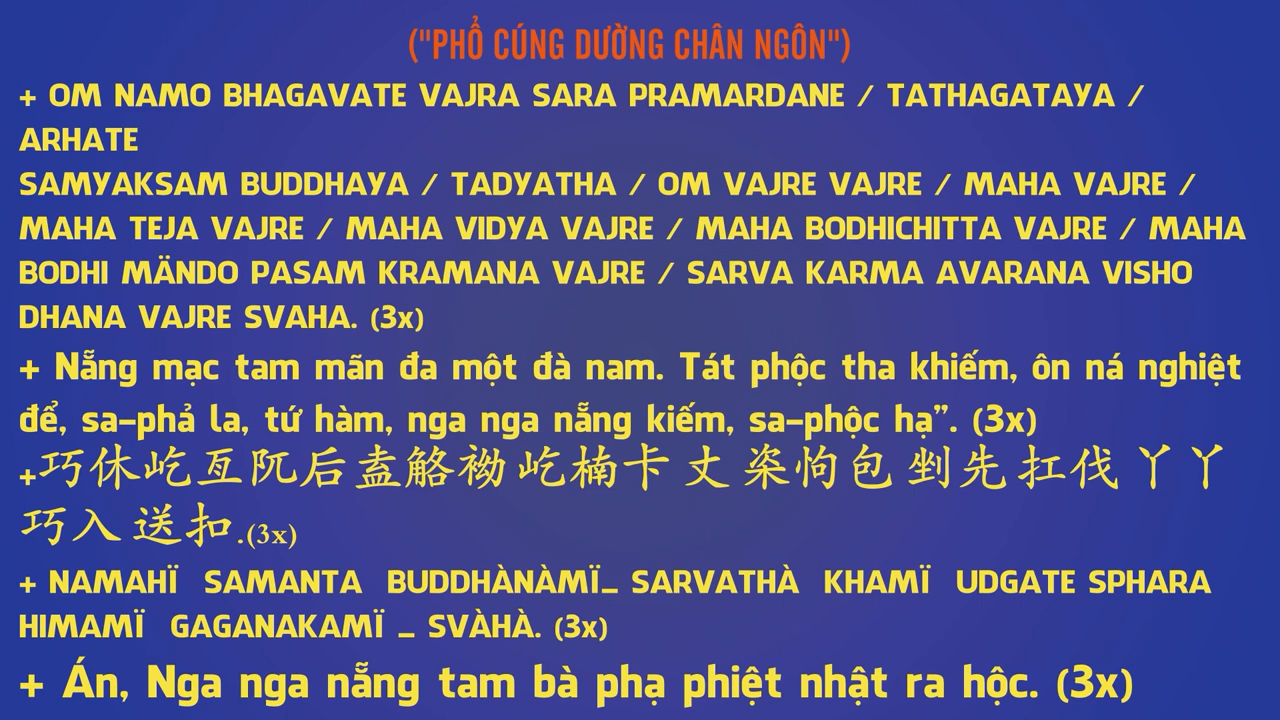 ("PHỔ CÚNG DƯỜNG CHÂN NGÔN")
+ OM NAMO BHAGAVATE VAJRA SARA PRAMARDANE / TATHAGATAYA /
ARHATE
SAMYAKSAM BUDDHAYA / TADYATHA / OM VAJRE VAJRE / MAHA VAJRE /
MAHA TEJA VAJRE / MAHA VIDYA VAJRE / MAHA BODHICHITTA VAJRE / MAHA
BODHI MÄNDO PASAM KRAMANA VAJRE / SARVA KARMA AVARANA VISHO
DHANA VAJRE SVAHA. (3x)
+ Nẵng mạc tam mãn đa một đà nam. Tát phộc tha khiếm, ôn ná nghiệt
để, sa-phả la, tứ hàm, nga nga nẵng kiếm, sa-phộc hạ”. (3x)
+巧休屹亙阢后盍觡袎屹楠卡丈楶怐包剉先扛伐丫丫
巧入送扣.(3x)
+ NAMAHÏ SAMANTA BUDDHÀNÀMÏ_ SARVATHÀ KHAMÏ UDGATE SPHARA
HIMAMÏ GAGANAKAMÏ _ SVÀHÀ. (3x)
+ Án, Nga nga nẵng tam bà phạ phiệt nhật ra hộc. (3x)